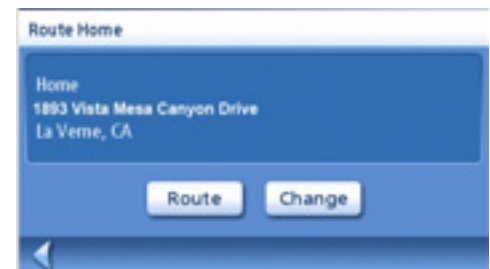 Route Home
Home
1893 Vista Mesa Canyon Drive
La Verne, CA
Route Change